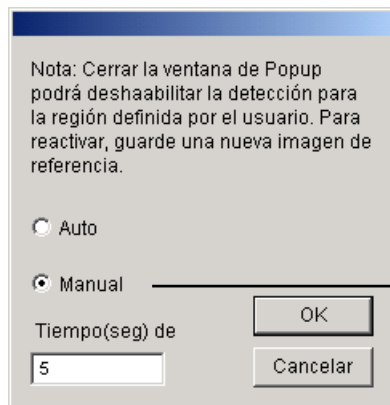 Nota: Cerrar la ventana de Popup
podrá deshaabilitar la detección para
la región definida por el usuario. Para
reactivar, guarde una nueva imagen de
referencia.
Auto
Manual
OK
Tiempo(seg) de
5
Cancelar